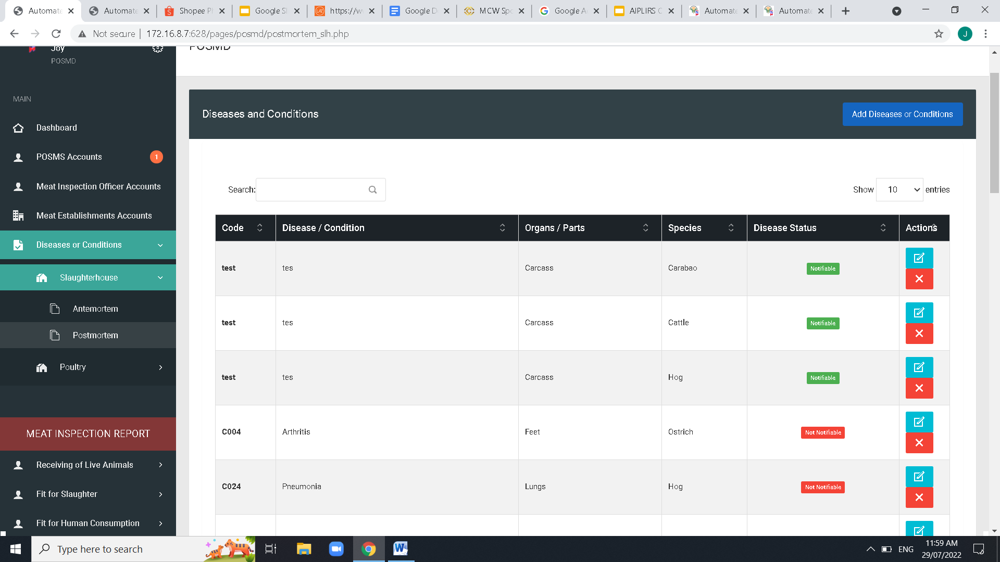 Automate
Automate
Shopee P
Google Sl
https://w
Google D
MCW Spo
Google A
AIPLIRS C
Automate
Automate
Not secure
172.16.8.7:628/pages/posmd/postmortem_slh.php
J
Joy
POSMD
POSMD
MAIN
Dashboard
POSMS Accounts
1
Meat Inspection Officer Accounts
Meat Establishments Accounts
Diseases or Conditions
Slaughterhouse
Antemortem
Postmortem
Poultry
MEAT INSPECTION REPORT
Receiving of Live Animals
Fit for Slaughter
Fit for Human Consumption
Diseases and Conditions
Add Diseases or Conditions
Search:
Show 10 entries
Code Disease / Condition Organs / Parts Species Disease Status Actions
test tes Carcass Carabao Notifiable
test tes Carcass Cattle Notifiable
test tes Carcass Hog Notifiable
C004 Arthritis Feet Ostrich Not Notifiable
C024 Pneumonia Lungs Hog Not Notifiable
Type here to search
ENG
11:59 AM
29/07/2022